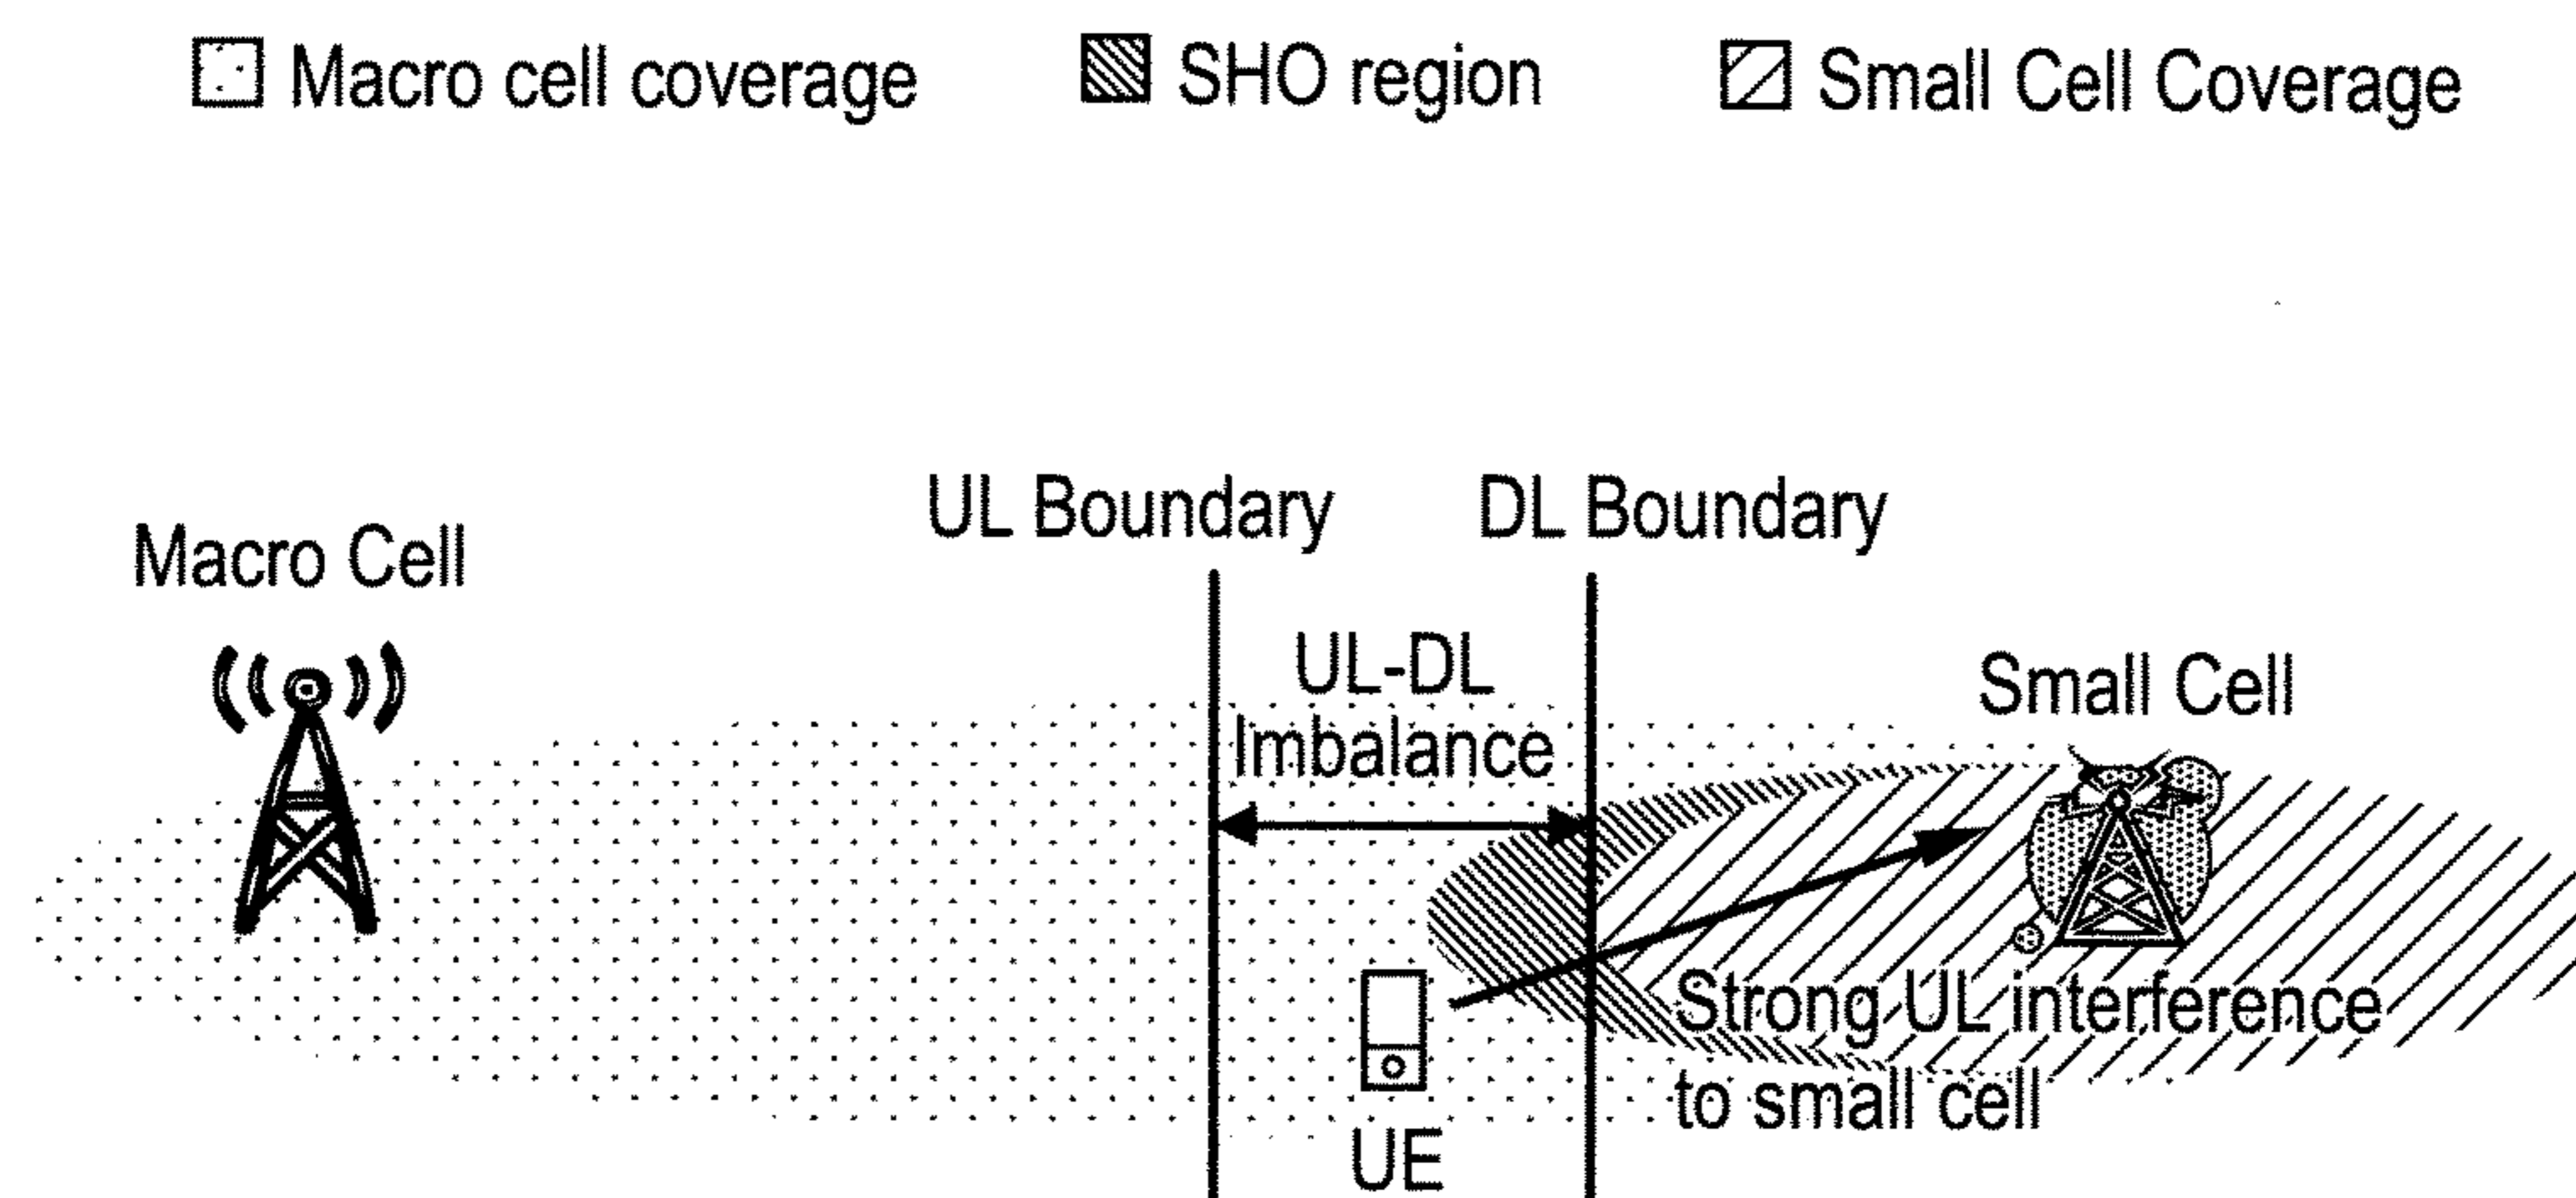 Macro cell coverage
SHO region
Small Cell Coverage
UL Boundary
DL Boundary
Macro Cell
UL-DL
Imbalance
Small Cell
Strong UL interference
to small cell
UE